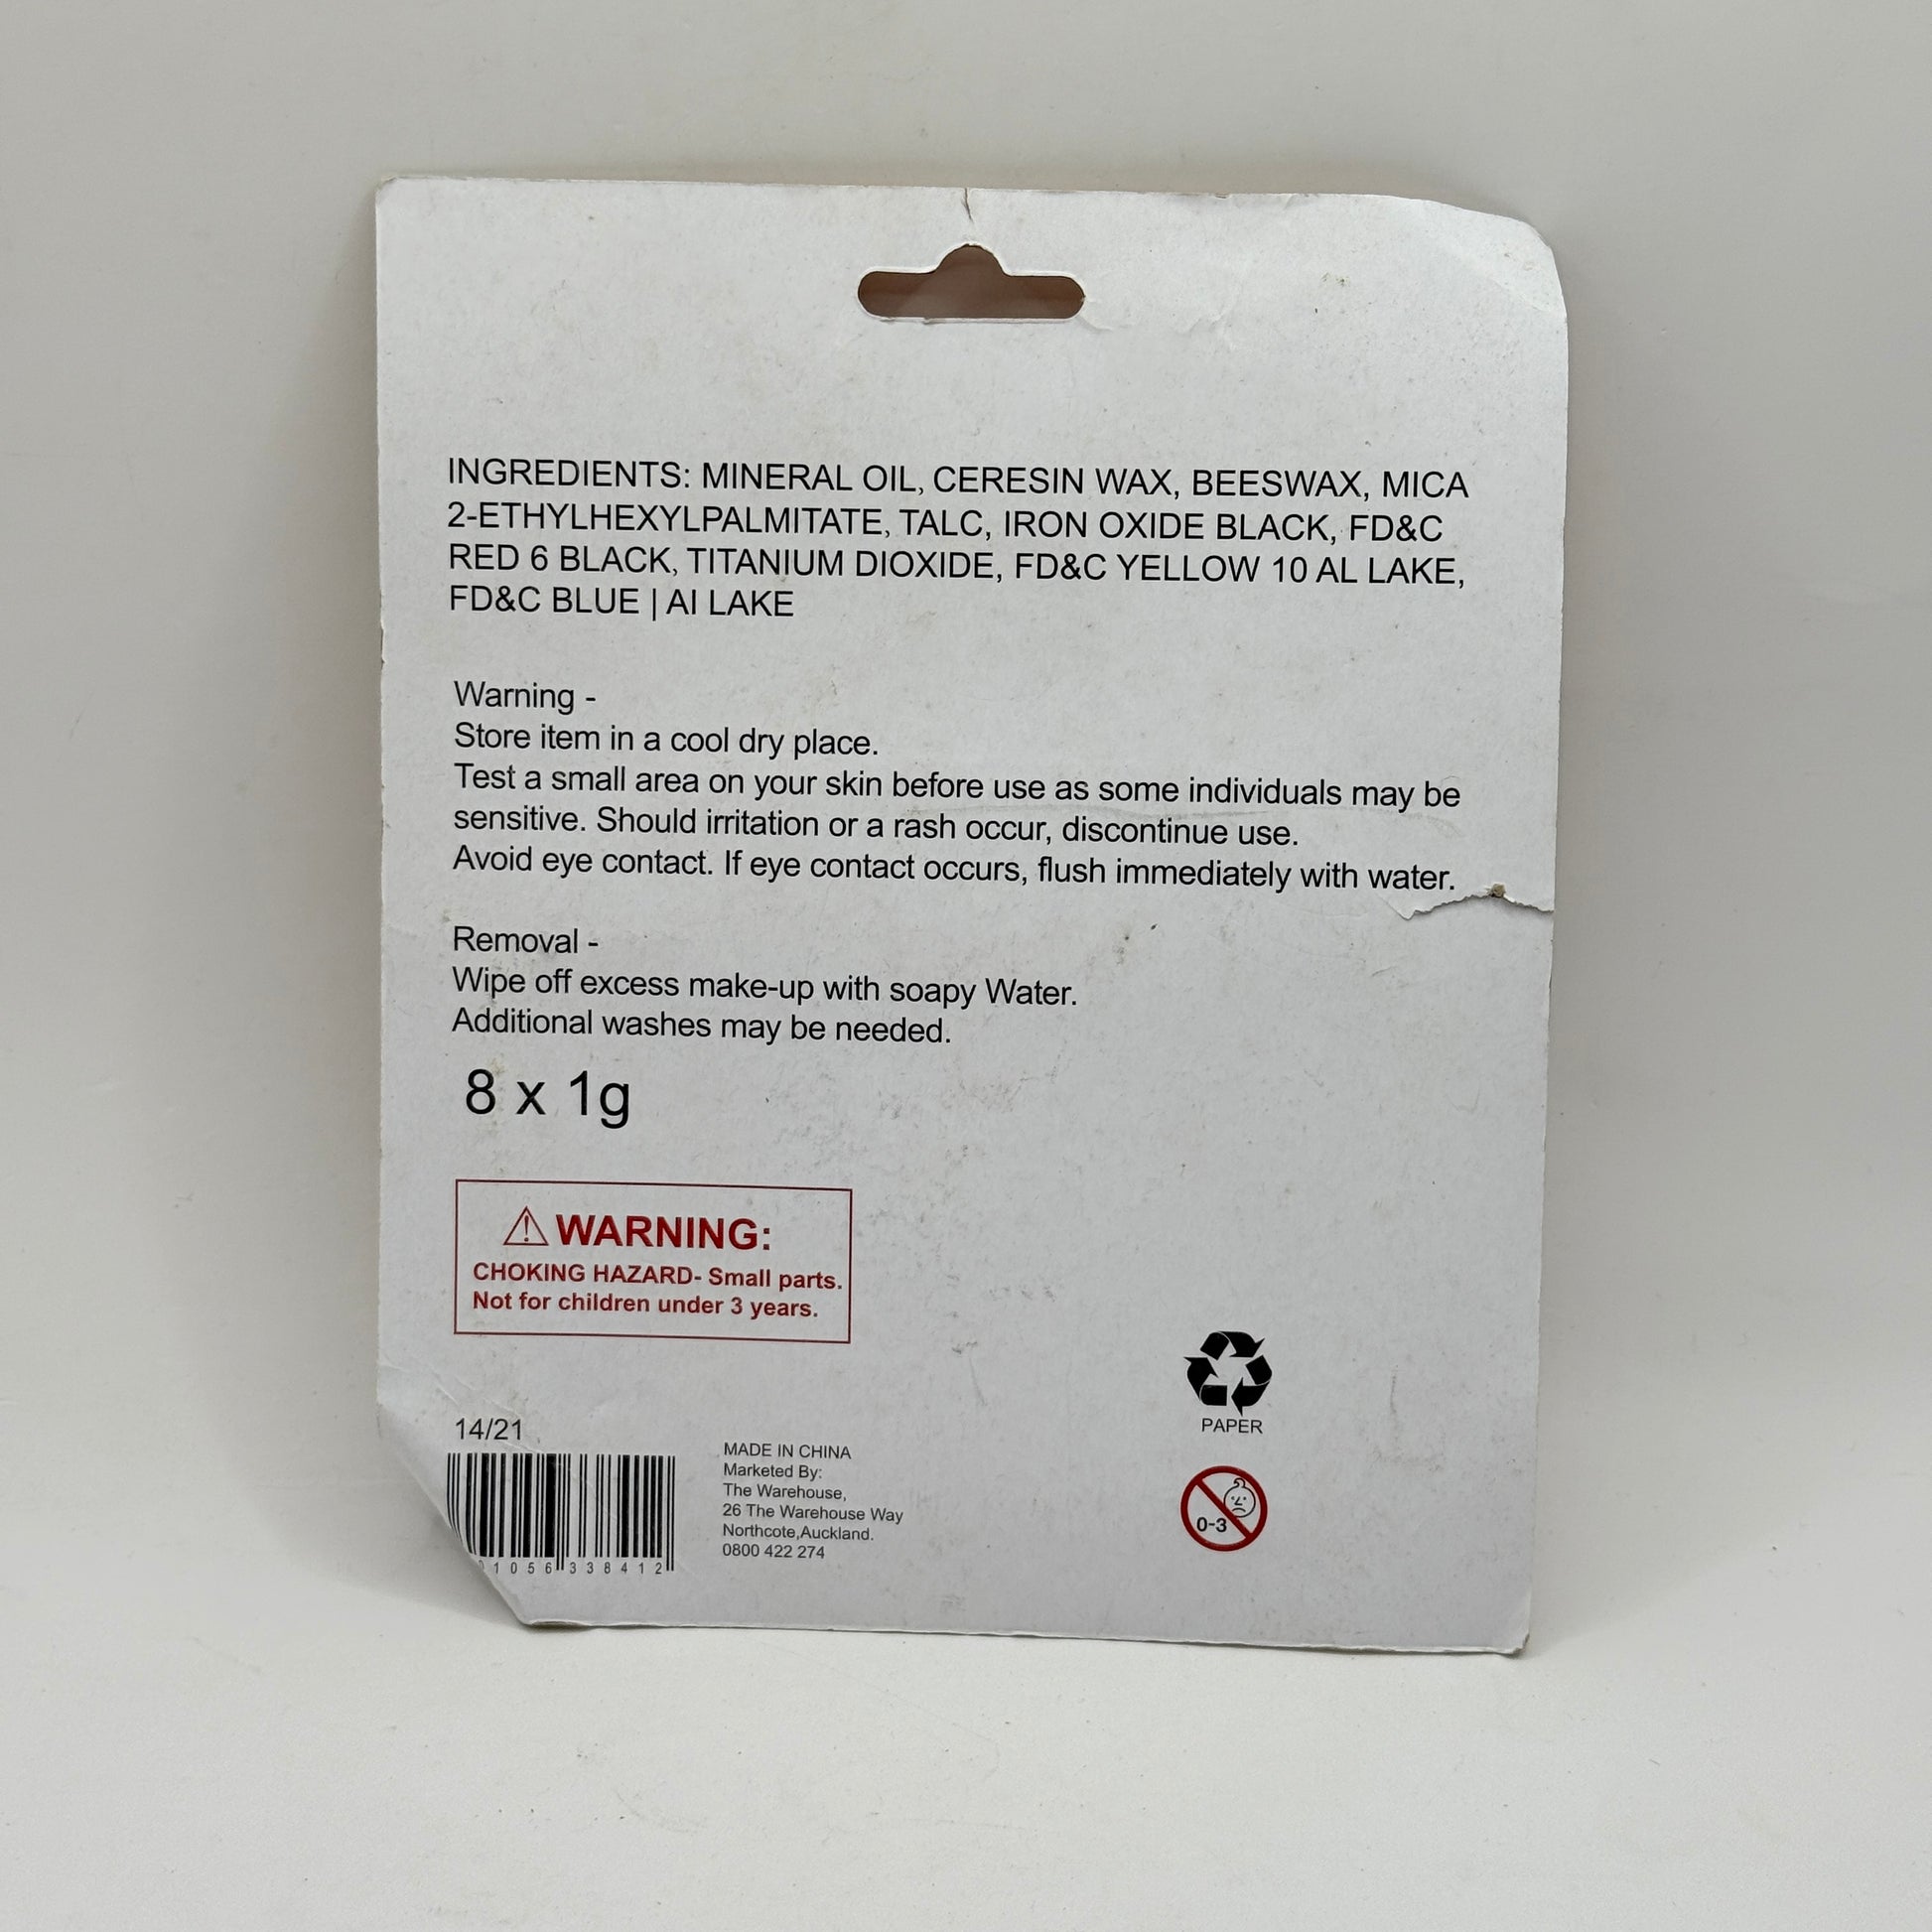 INGREDIENTS: MINERAL OIL, CERESIN WAX, BEESWAX, MICA
2-ETHYLHEXYLPALMITATE, TALC, IRON OXIDE BLACK, FD&C
RED 6 BLACK, TITANIUM DIOXIDE, FD&C YELLOW 10 AL LAKE,
FD&C BLUE | AI LAKE
Warning -
Store item in a cool dry place.
Test a small area on your skin before use as some individuals may be
sensitive. Should irritation or a rash occur, discontinue use.
Avoid eye contact. If eye contact occurs, flush immediately with water.
Removal -
Wipe off excess make-up with soapy Water.
Additional washes may be needed.
8 x 1g
WARNING:
CHOKING HAZARD- Small parts.
Not for children under 3 years.
PAPER
0-3
14/21
1056 338412
MADE IN CHINA
Marketed By:
The Warehouse,
26 The Warehouse Way
Northcote,Auckland.
0800 422 274